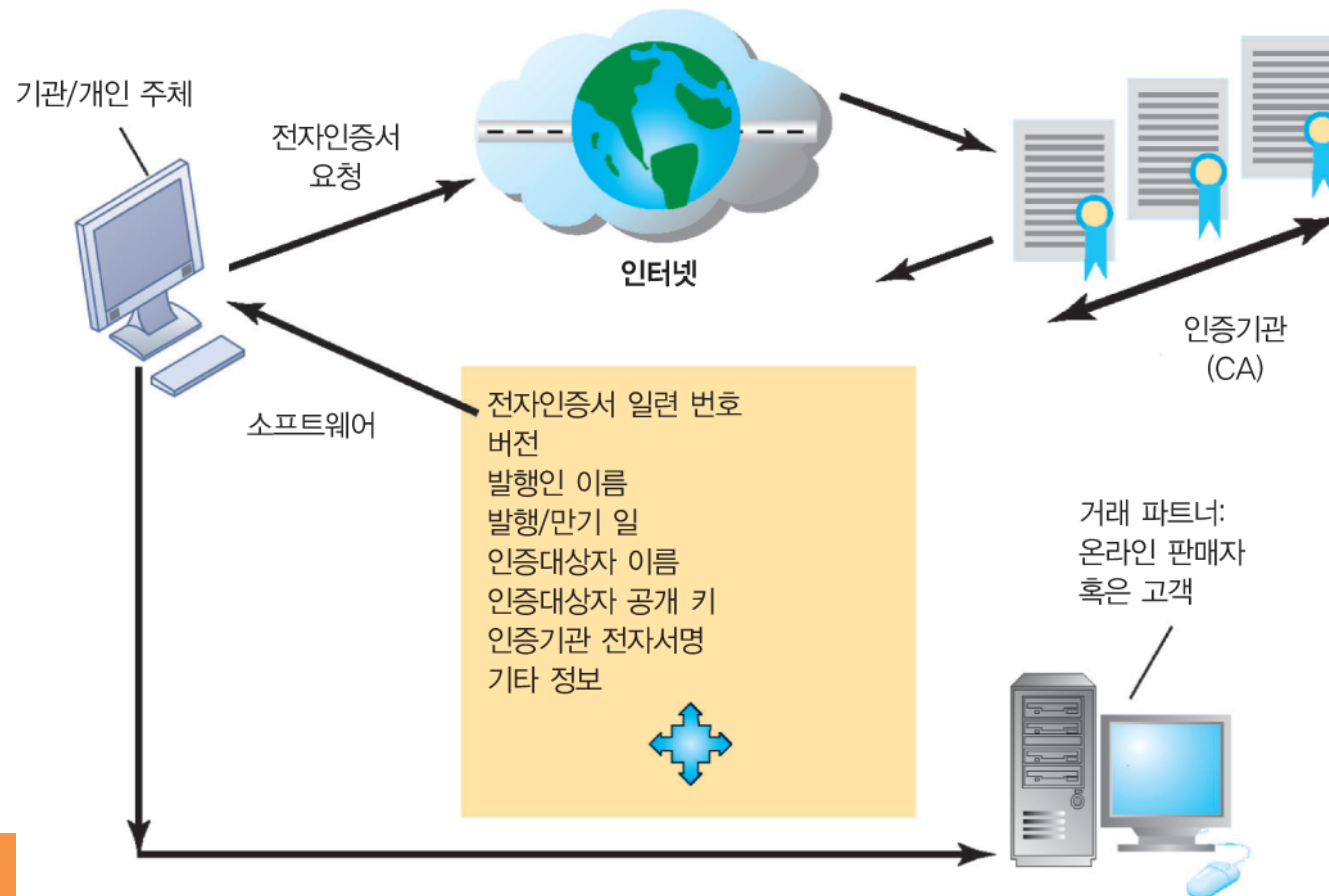 기관/개인 주체
전자인증서
요청
인터넷
인증기관
(CA)
소프트웨어
전자인증서 일련 번호
버전
발행인 이름
발행/만기 일
인증대상자 이름
인증대상자 공개 키
인증기관 전자서명
기타 정보
거래 파트너:
온라인 판매자
혹은 고객